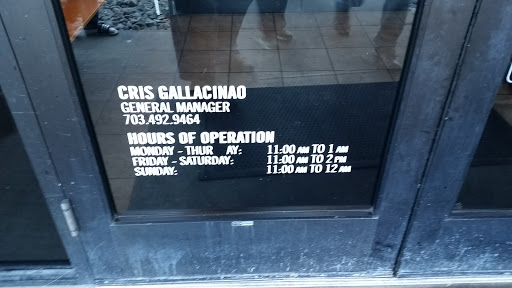 CRIS GALLACINAO
GENERAL MANAGER
703.492.9464
HOURS OF OPERATION
MONDAY - THUR AY: 11:00 AM TO 1 AM
FRIDAY - SATURDAY: 11:00 AM TO 2 PM
SUNDAY: 11:00 AM TO 12 AM